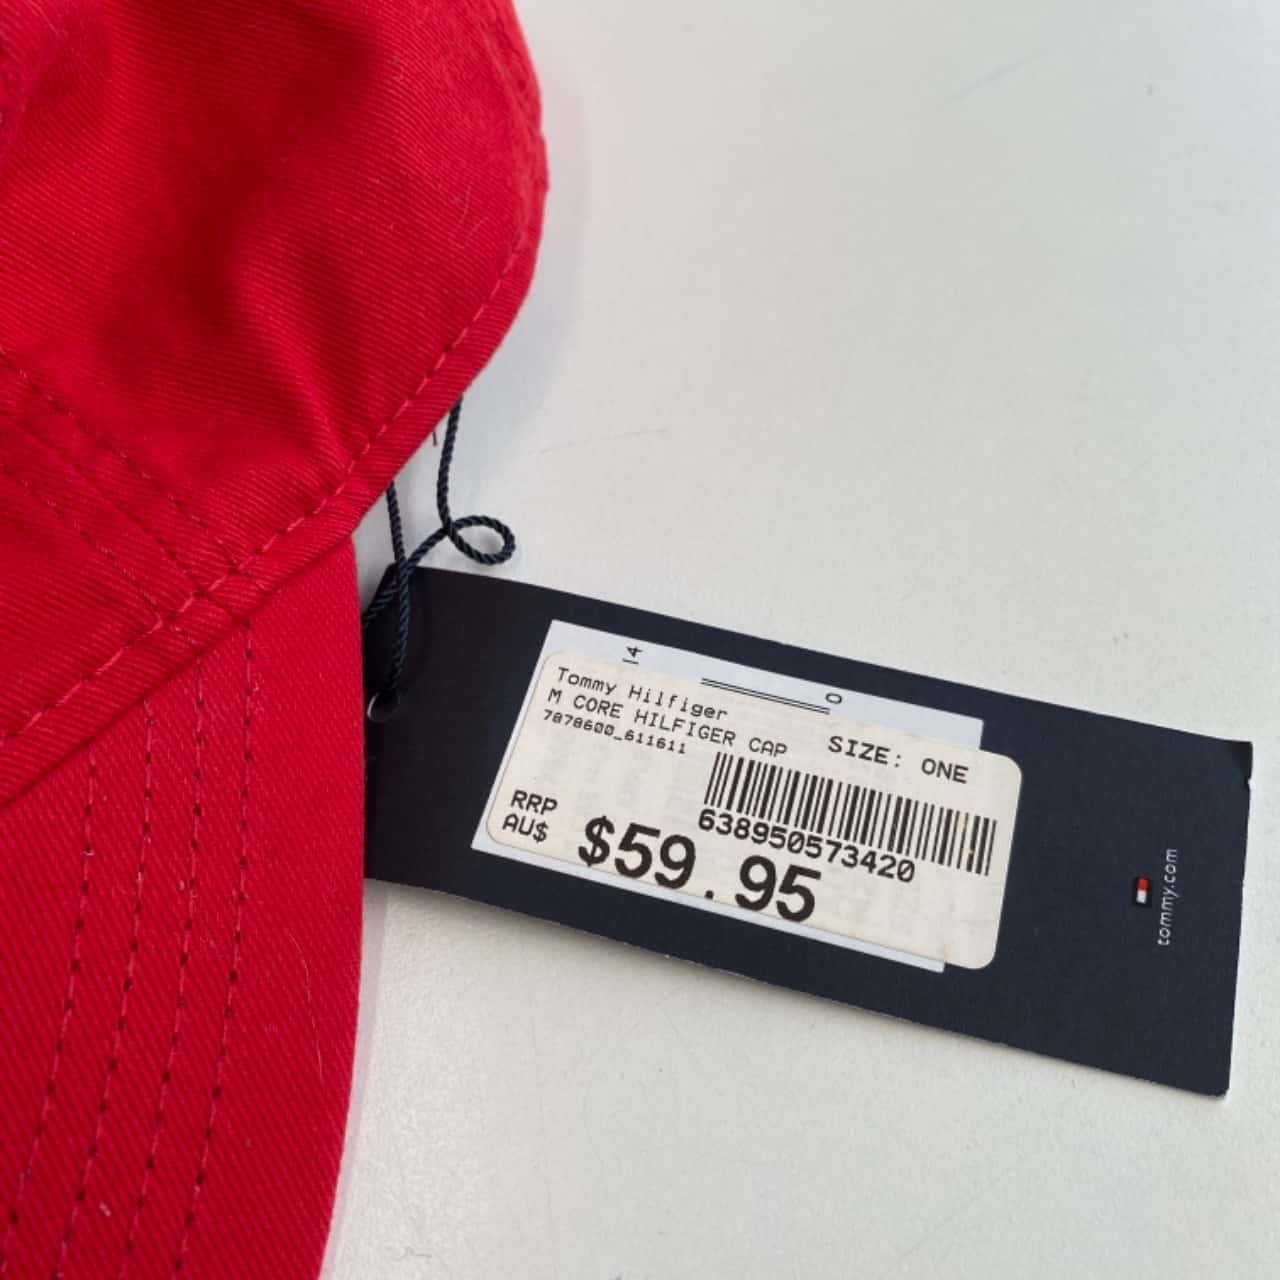 14
0
Tommy Hilfiger
M CORE HILFIGER CAP
7878600_611611
SIZE: ONE
638950573420
RRP
AU$
$59.95
tommy.com